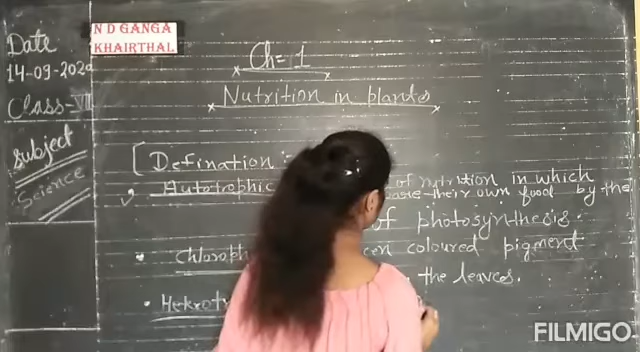 N D GANGA
KHAIRTHAL
Date
14-09-2020
Class-VII
Subject
Science
Ch-1
Nutrition in plants
[Defination :
Autotrophic of nutrition in which
their own food by the
of photosynthesis.
Chloroph en coloured pigment
the leaves.
Hetrot
FILMIGO